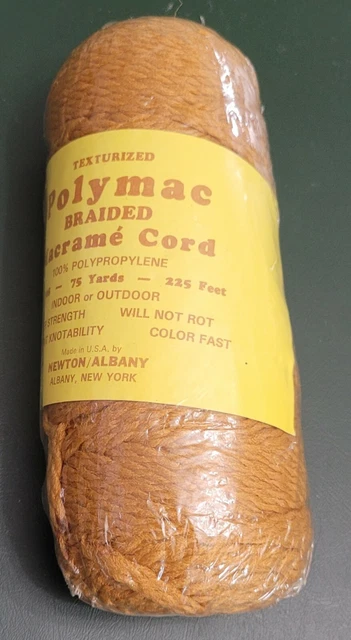 TEXTURIZED
Polymac
BRAIDED
Macramé Cord
100% POLYPROPYLENE
— 75 Yards — 225 Feet
INDOOR or OUTDOOR
STRENGTH WILL NOT ROT
KNOTABILITY COLOR FAST
Made in U.S.A. by
NEWTON/ALBANY
ALBANY, NEW YORK